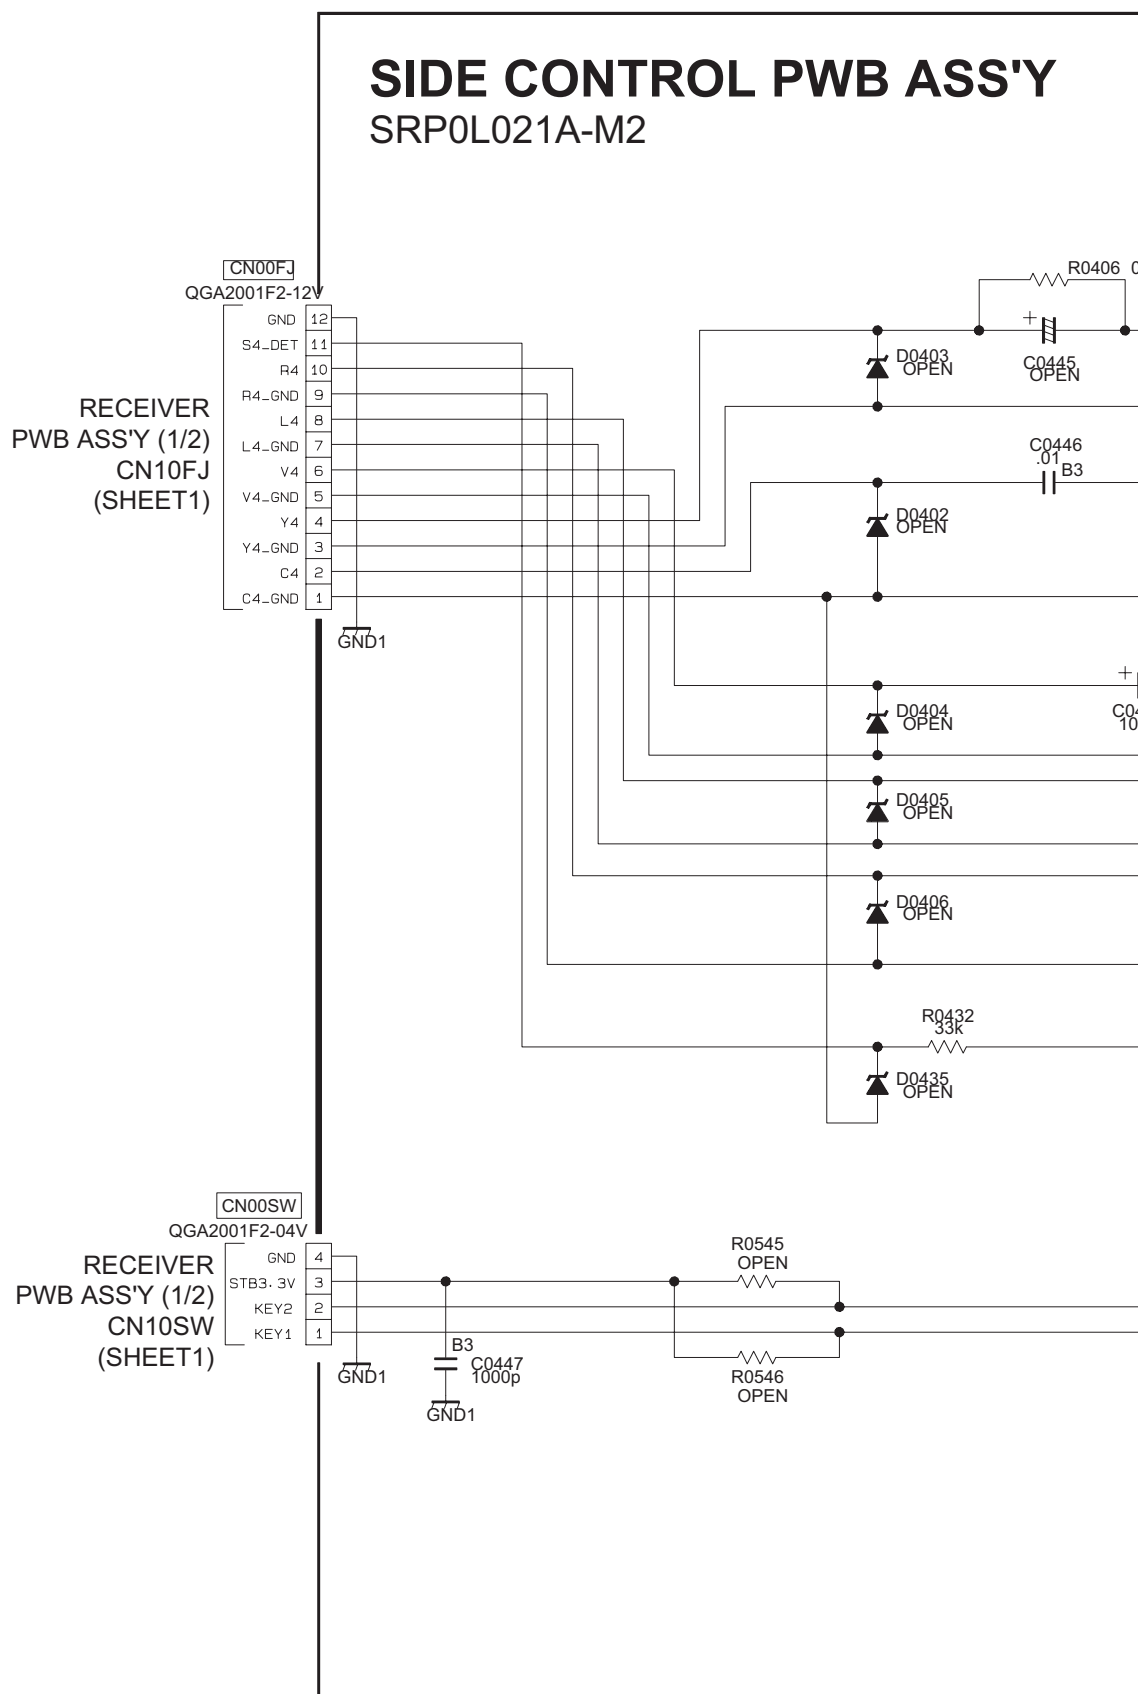 SIDE CONTROL PWB ASS'Y
SRP0L021A-M2
CN00FJ
QGA2001F2-12V
GND 12
S4_DET 11
R4 10
R4_GND 9
L4 8
L4_GND 7
V4 6
V4_GND 5
Y4 4
Y4_GND 3
C4 2
C4_GND 1
RECEIVER
PWB ASS'Y (1/2)
CN10FJ
(SHEET1)
GND1
R0406
+
C0445
OPEN
D0403
OPEN
C0446
.01
B3
D0402
OPEN
+
D0404
OPEN
D0405
OPEN
D0406
OPEN
R0432
33k
D0435
OPEN
CN00SW
QGA2001F2-04V
GND 4
STB3.3V 3
KEY2 2
KEY1 1
RECEIVER
PWB ASS'Y (1/2)
CN10SW
(SHEET1)
GND1
B3
C0447
1000p
GND1
R0545
OPEN
R0546
OPEN